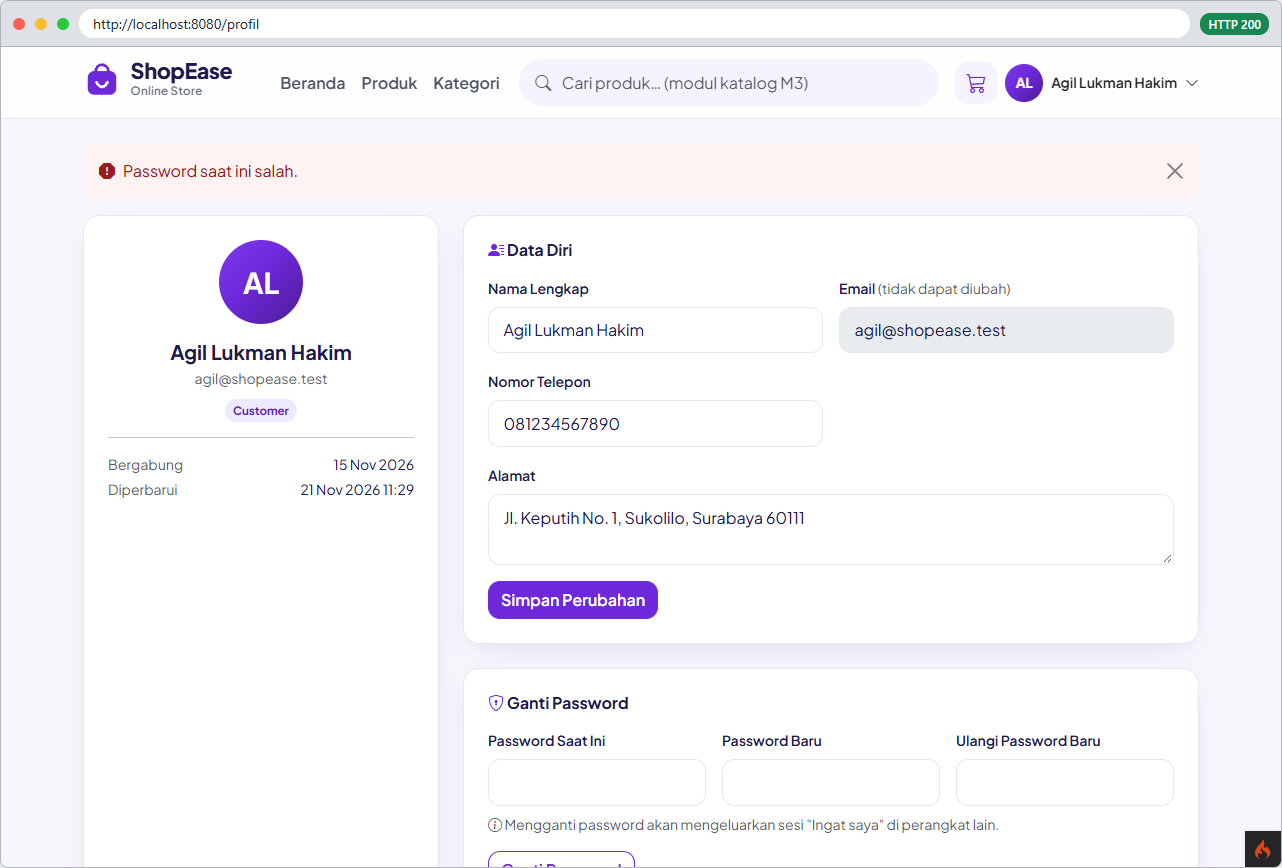 http://localhost:8080/profil
HTTP 200
ShopEase
Online Store
Beranda
Produk
Kategori
Cari produk... (modul katalog M3)
AL
Agil Lukman Hakim
Password saat ini salah.
AL
Agil Lukman Hakim
agil@shopease.test
Customer
Bergabung 15 Nov 2026
Diperbarui 21 Nov 2026 11:29
Data Diri
Nama Lengkap
Agil Lukman Hakim
Email (tidak dapat diubah)
agil@shopease.test
Nomor Telepon
081234567890
Alamat
Jl. Keputih No. 1, Sukolilo, Surabaya 60111
Simpan Perubahan
Ganti Password
Password Saat Ini
Password Baru
Ulangi Password Baru
Mengganti password akan mengeluarkan sesi "Ingat saya" di perangkat lain.